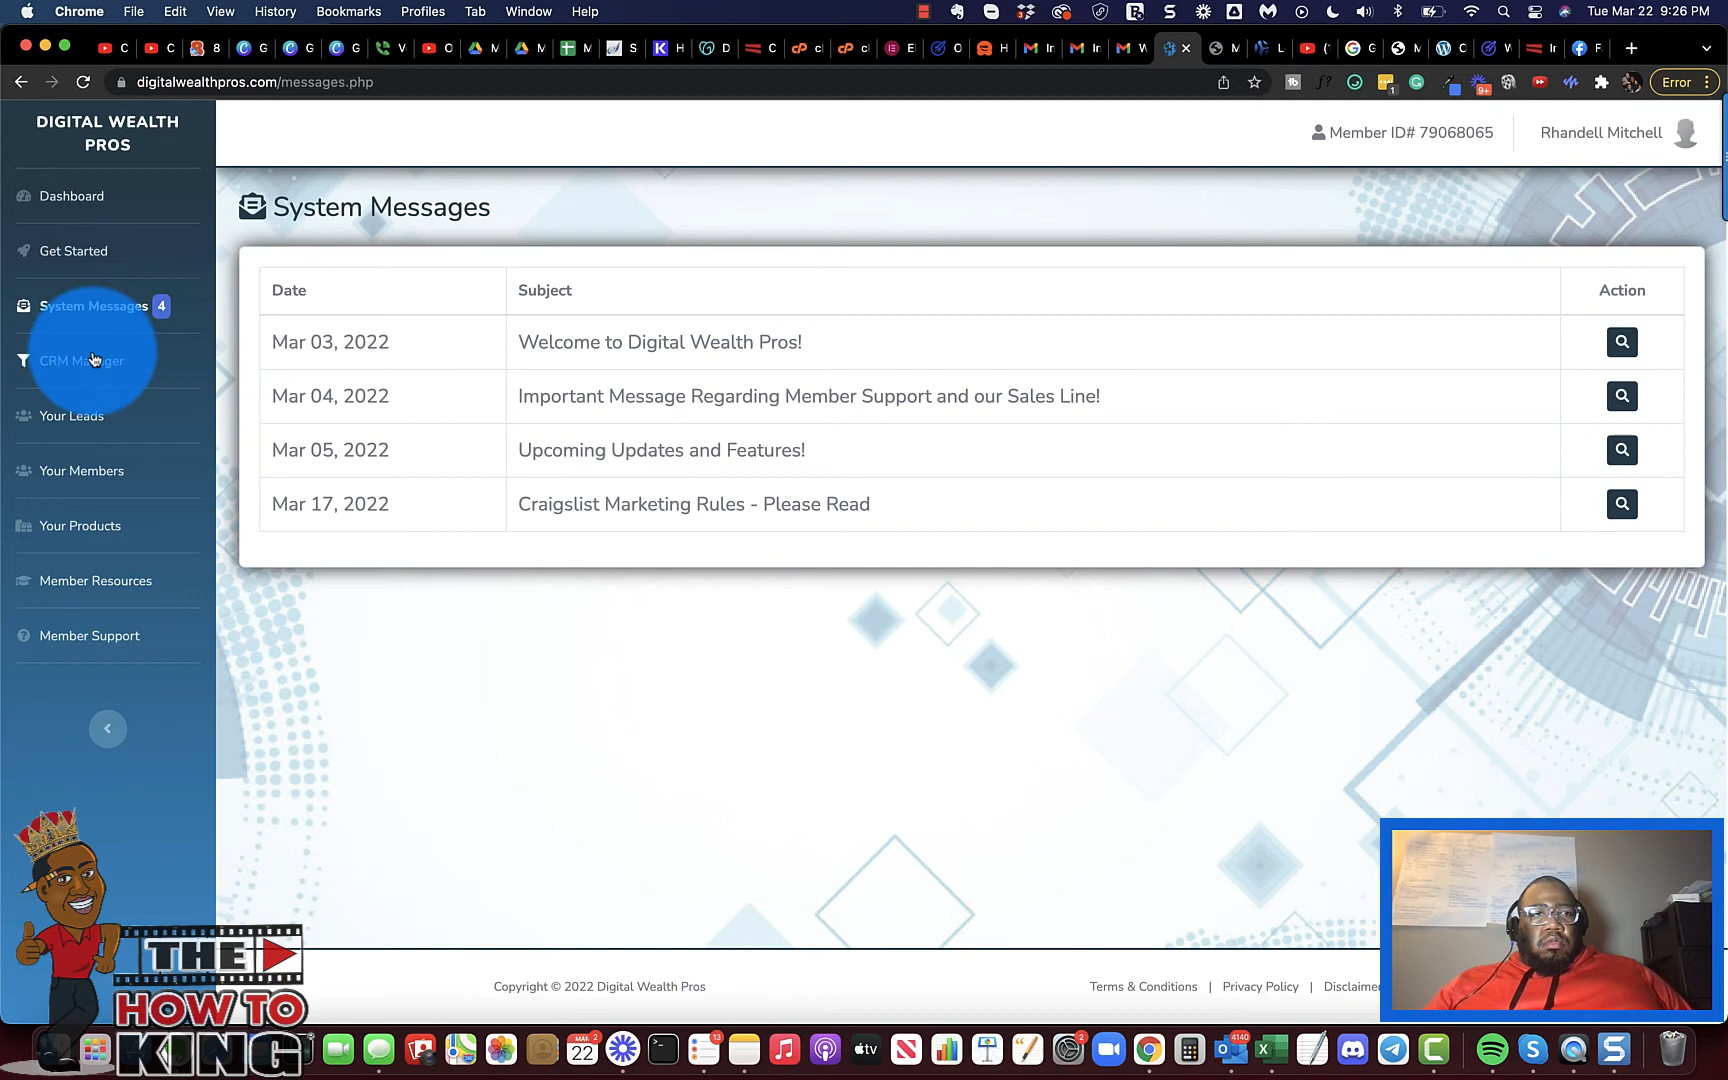 Chrome File Edit View History Bookmarks Profiles Tab Window Help
Tue Mar 22 9:26 PM
digitalwealthpros.com/messages.php
Error
DIGITAL WEALTH
PROS
Member ID# 79068065
Rhandell Mitchell
Dashboard
Get Started
System Messages 4
CRM Manager
Your Leads
Your Members
Your Products
Member Resources
Member Support
System Messages
Date Subject Action
Mar 03, 2022 Welcome to Digital Wealth Pros!
Mar 04, 2022 Important Message Regarding Member Support and our Sales Line!
Mar 05, 2022 Upcoming Updates and Features!
Mar 17, 2022 Craigslist Marketing Rules - Please Read
Copyright © 2022 Digital Wealth Pros
Terms & Conditions | Privacy Policy | Disclaimer
THE
HOW TO
KING